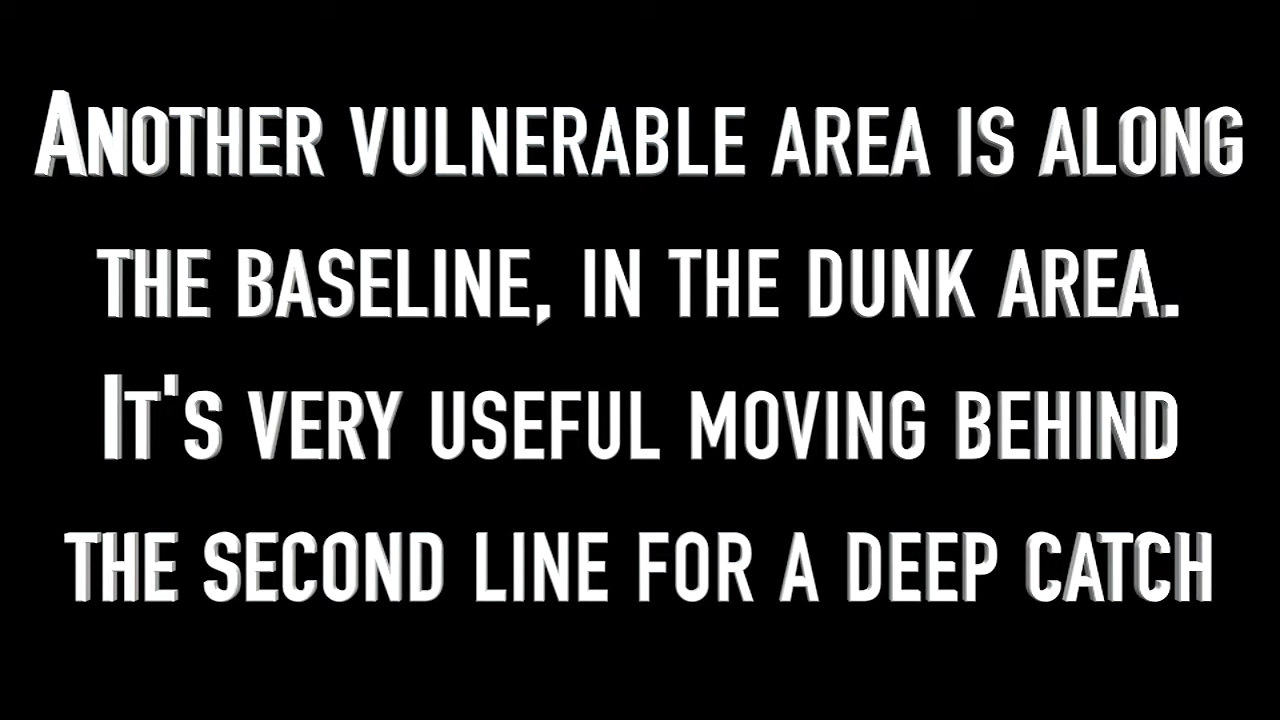 Another vulnerable area is along
the baseline, in the dunk area.
It's very useful moving behind
the second line for a deep catch